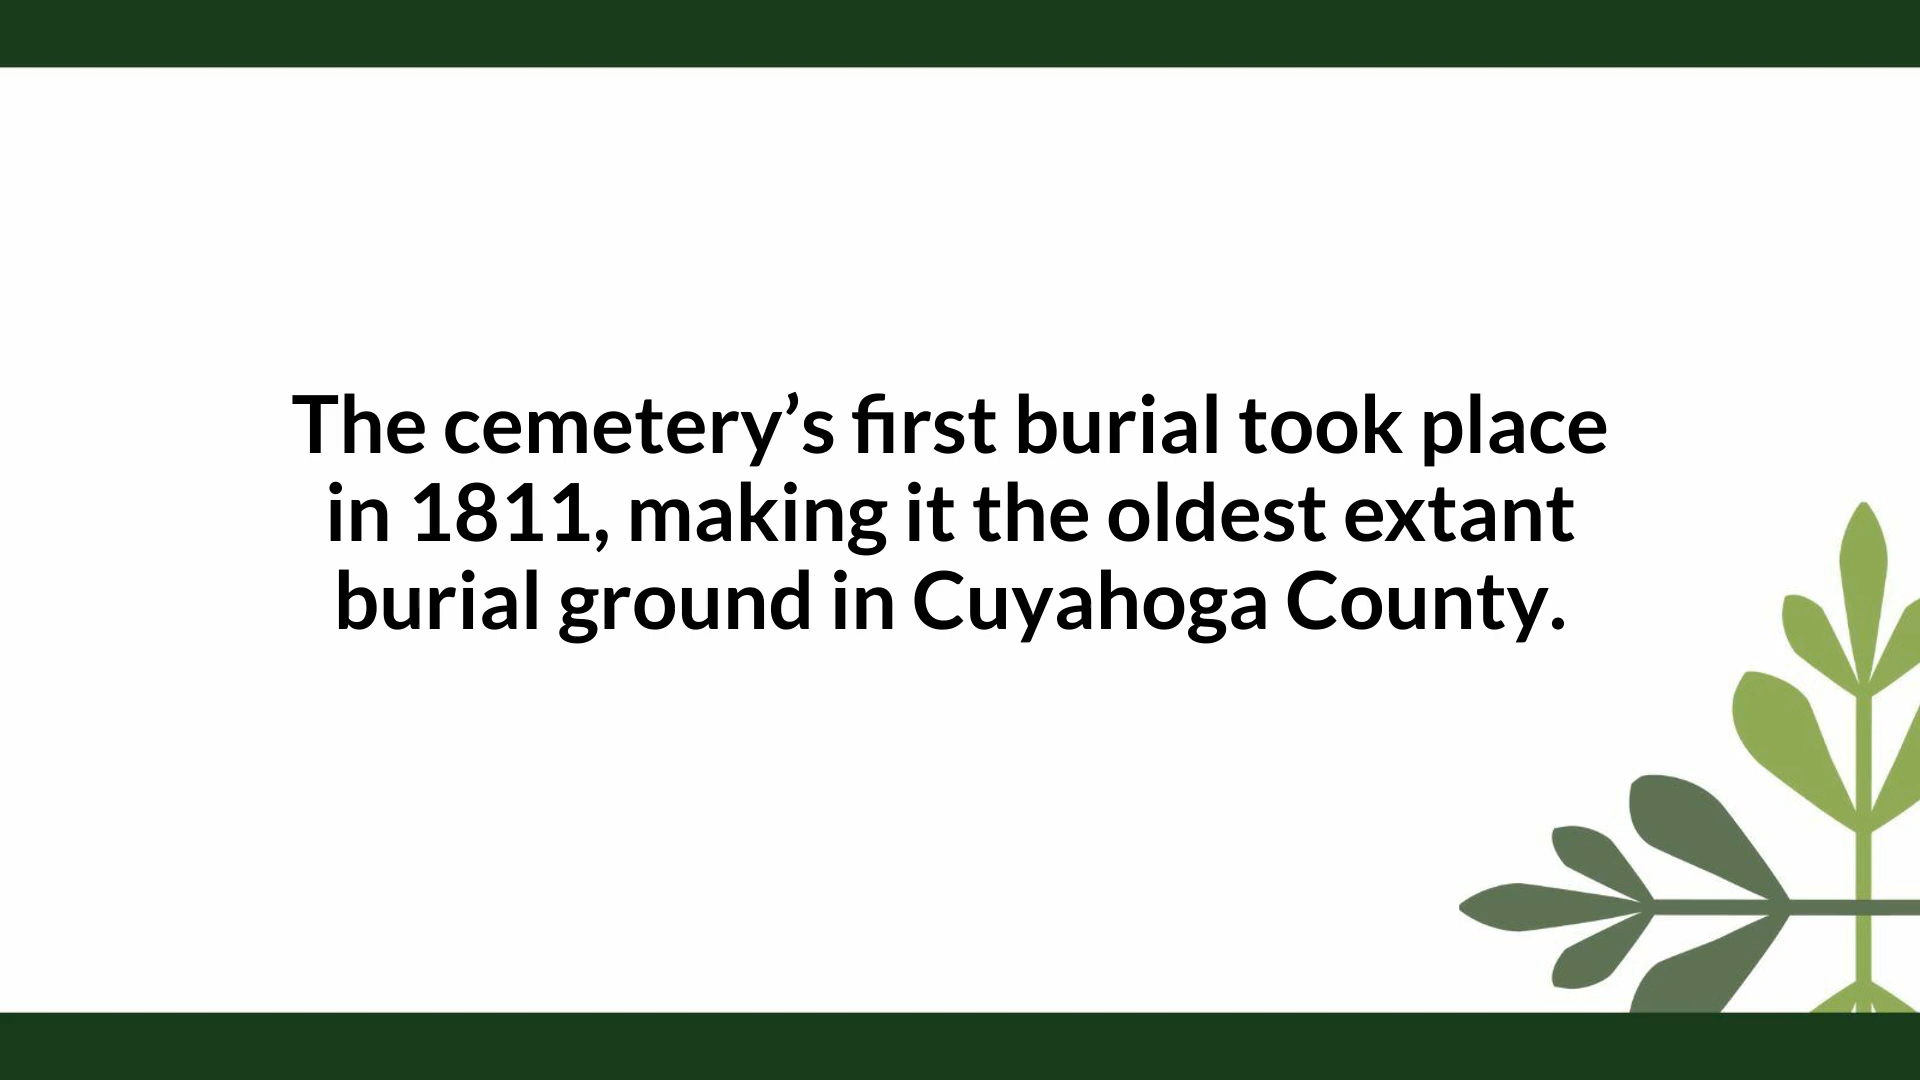 The cemetery’s first burial took place
in 1811, making it the oldest extant
burial ground in Cuyahoga County.